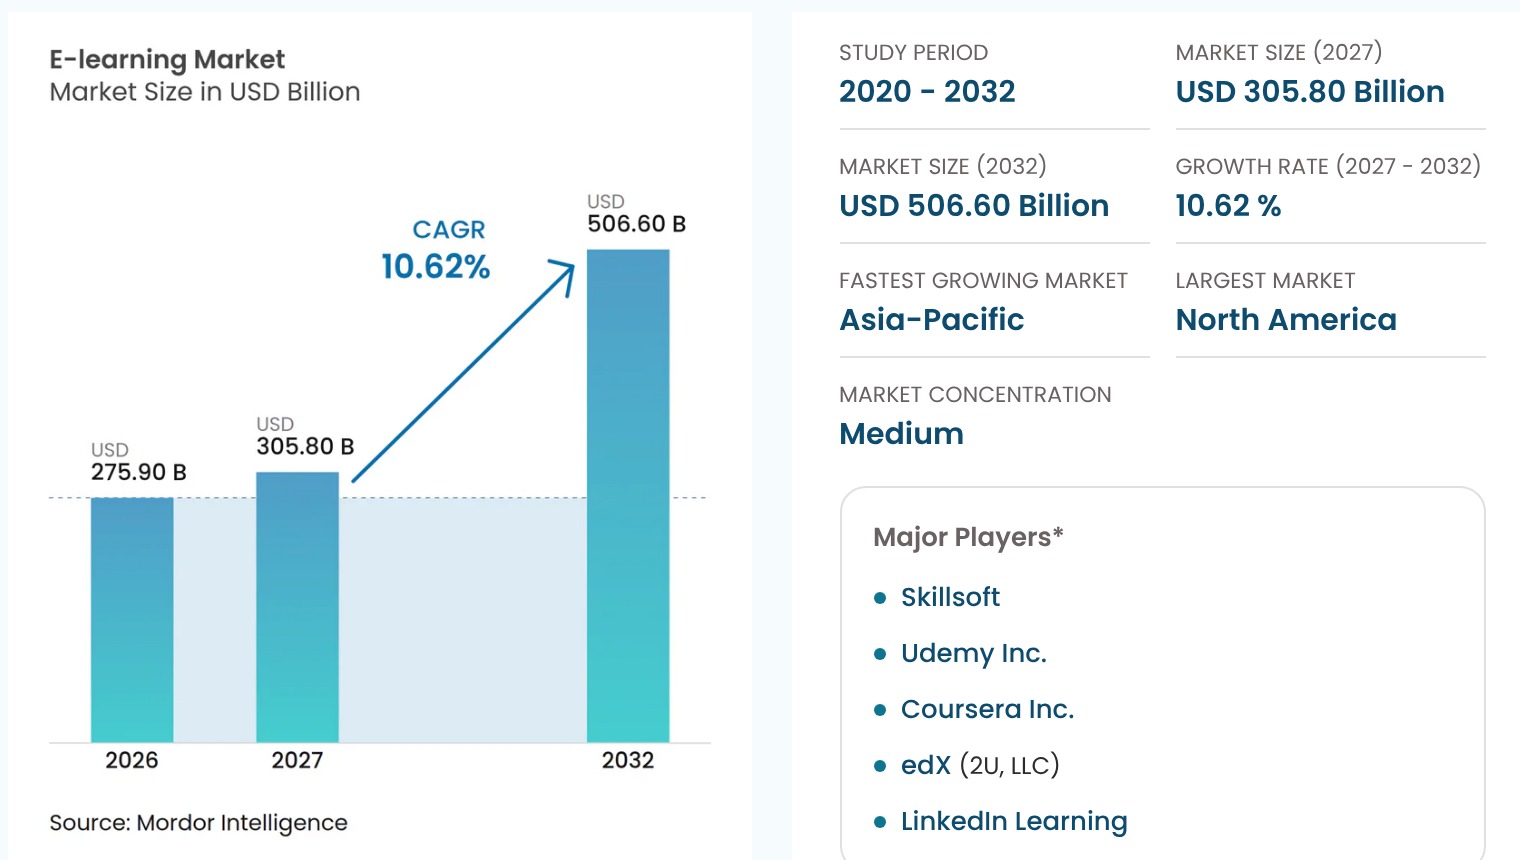 E-learning Market
Market Size in USD Billion
CAGR
10.62%
USD
275.90 B
USD
305.80 B
USD
506.60 B
2026
2027
2032
Source: Mordor Intelligence
STUDY PERIOD
2020 - 2032
MARKET SIZE (2027)
USD 305.80 Billion
MARKET SIZE (2032)
USD 506.60 Billion
GROWTH RATE (2027 - 2032)
10.62 %
FASTEST GROWING MARKET
Asia-Pacific
LARGEST MARKET
North America
MARKET CONCENTRATION
Medium
Major Players*
Skillsoft
Udemy Inc.
Coursera Inc.
edX (2U, LLC)
LinkedIn Learning